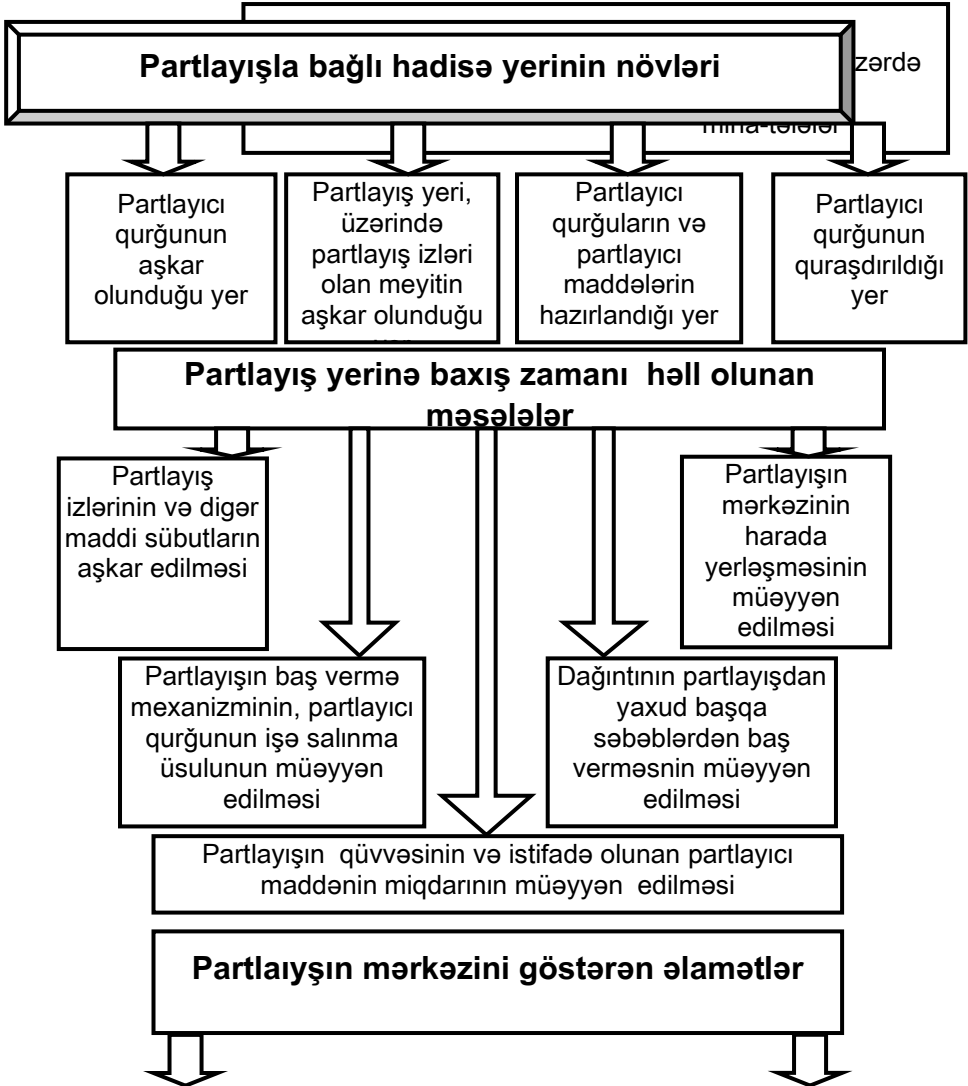 Partlayışla bağlı hadisə yerinin növləri
zərdə
Partlayıcı
qurğunun
aşkar
olunduğu yer
Partlayış yeri,
üzərində
partlayış izləri
olan meyitin
aşkar olunduğu
Partlayıcı
qurğuların və
partlayıcı
maddələrin
hazırlandığı yer
Partlayıcı
qurğunun
quraşdırıldığı
yer
Partlayış yerinə baxış zamanı həll olunan
məsələlər
Partlayış
izlərinin və digər
maddi sübutların
aşkar edilməsi
Partlayışın
mərkəzinin
harada
yerləşməsinin
müəyyən
edilməsi
Partlayışın baş vermə
mexanizminin, partlayıcı
qurğunun işə salınma
üsulunun müəyyən
edilməsi
Dağıntının partlayışdan
yaxud başqa
səbəblərdən baş
verməsnin müəyyən
edilməsi
Partlayışın qüvvəsinin və istifadə olunan partlayıcı
maddənin miqdarının müəyyən edilməsi
Partlaıyşın mərkəzini göstərən əlamətlər